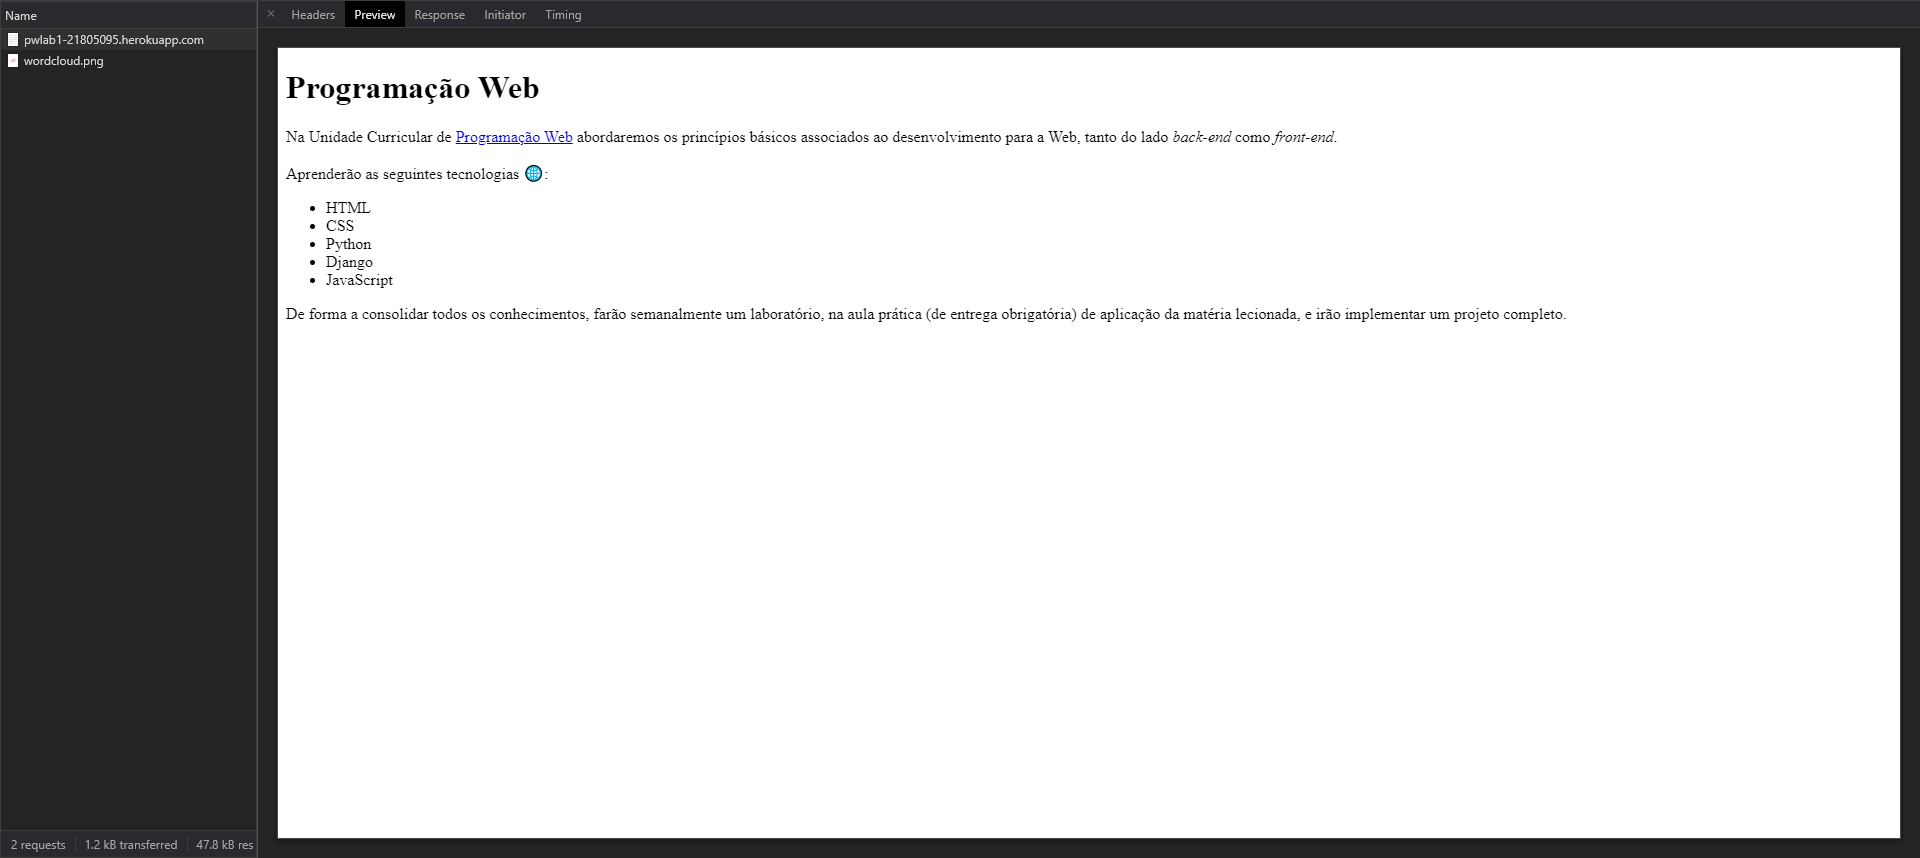 Name
Headers Preview Response Initiator Timing
pwlab1-21805095.herokuapp.com
wordcloud.png
Programação Web
Na Unidade Curricular de Programação Web abordaremos os princípios básicos associados ao desenvolvimento para a Web, tanto do lado back-end como front-end.
Aprenderão as seguintes tecnologias 🌐:
• HTML
• CSS
• Python
• Django
• JavaScript
De forma a consolidar todos os conhecimentos, farão semanalmente um laboratório, na aula prática (de entrega obrigatória) de aplicação da matéria lecionada, e irão implementar um projeto completo.
2 requests 1.2 kB transferred 47.8 kB res